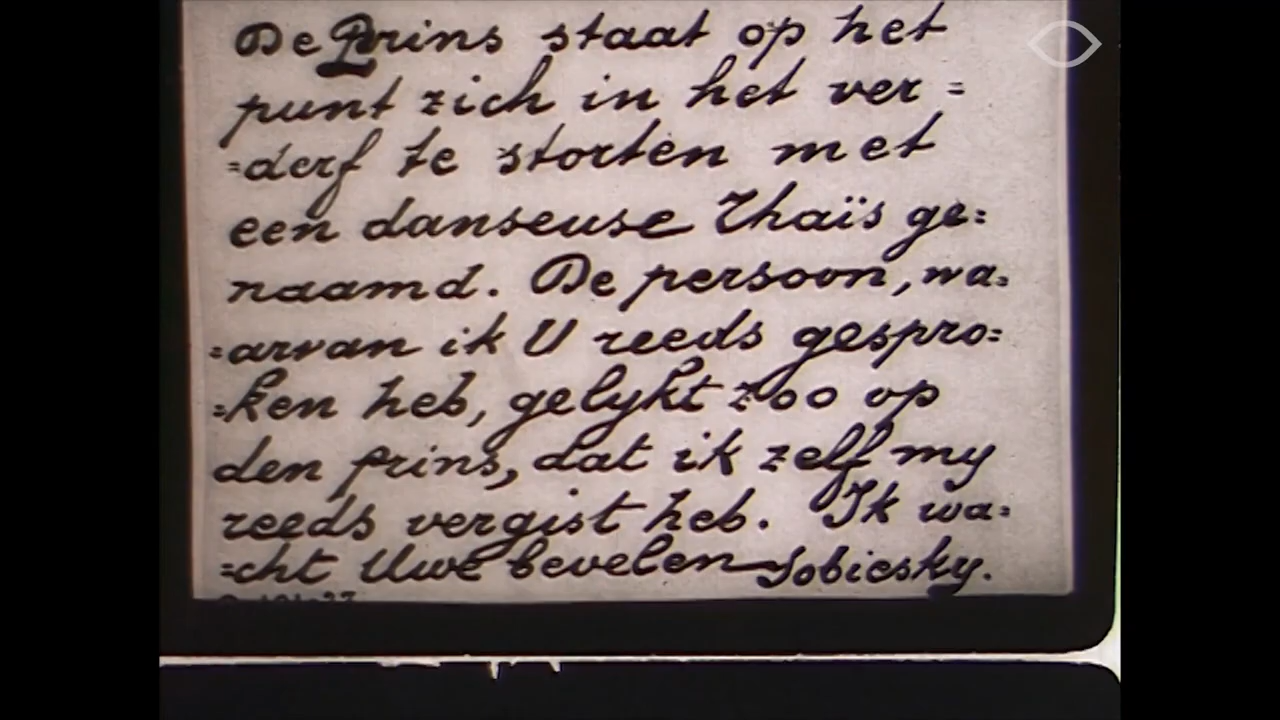 De Prins staat op het
punt zich in het ver =
=derf te storten met
een danseuse Thaïs ge=
naamd. De persoon, wa=
=arvan ik U reeds gespro=
=ken heb, gelykt zoo op
den prins, dat ik zelf my
reeds vergist heb. Ik wa=
=cht Uwe bevelen Sobiesky.